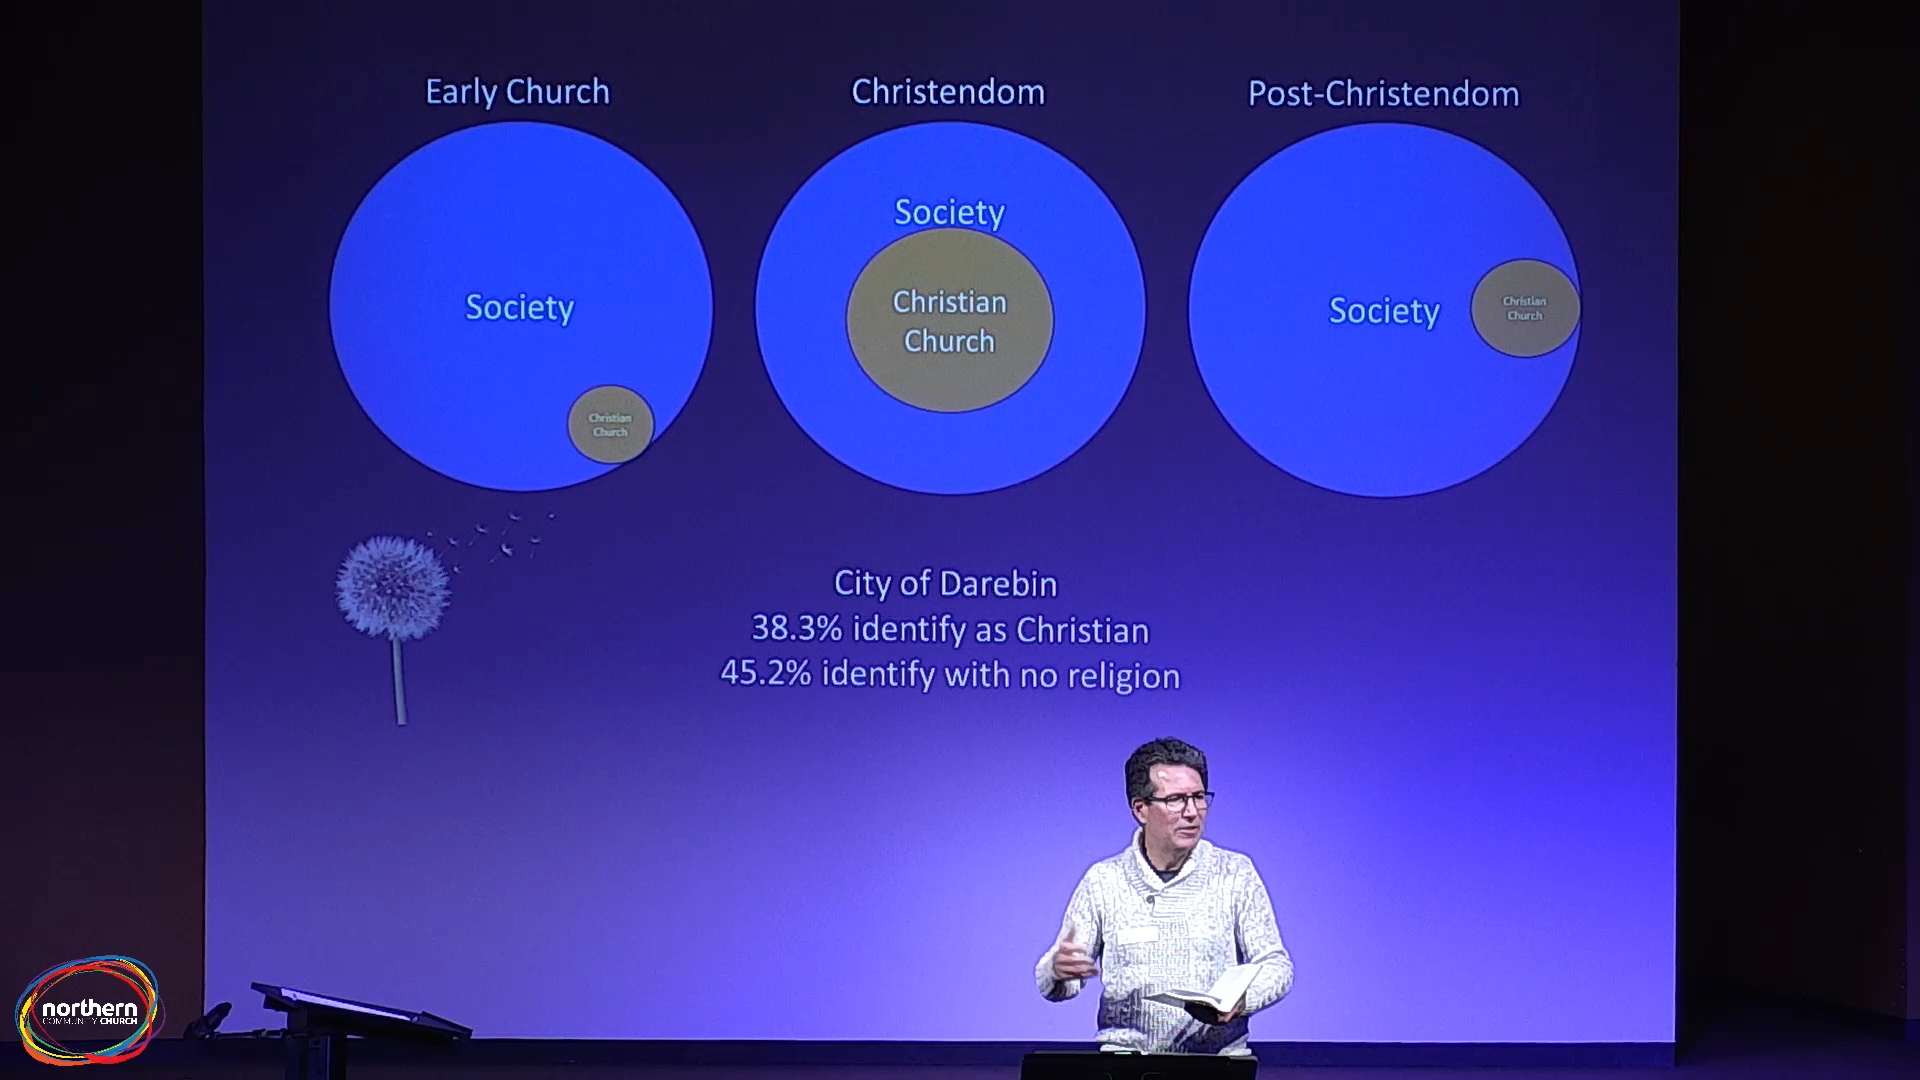 Early Church
Christendom
Post-Christendom
Society
Christian
Church
Society
Christian
Church
Society
Christian
Church
City of Darebin
38.3% identify as Christian
45.2% identify with no religion
northern
COMMUNITY CHURCH